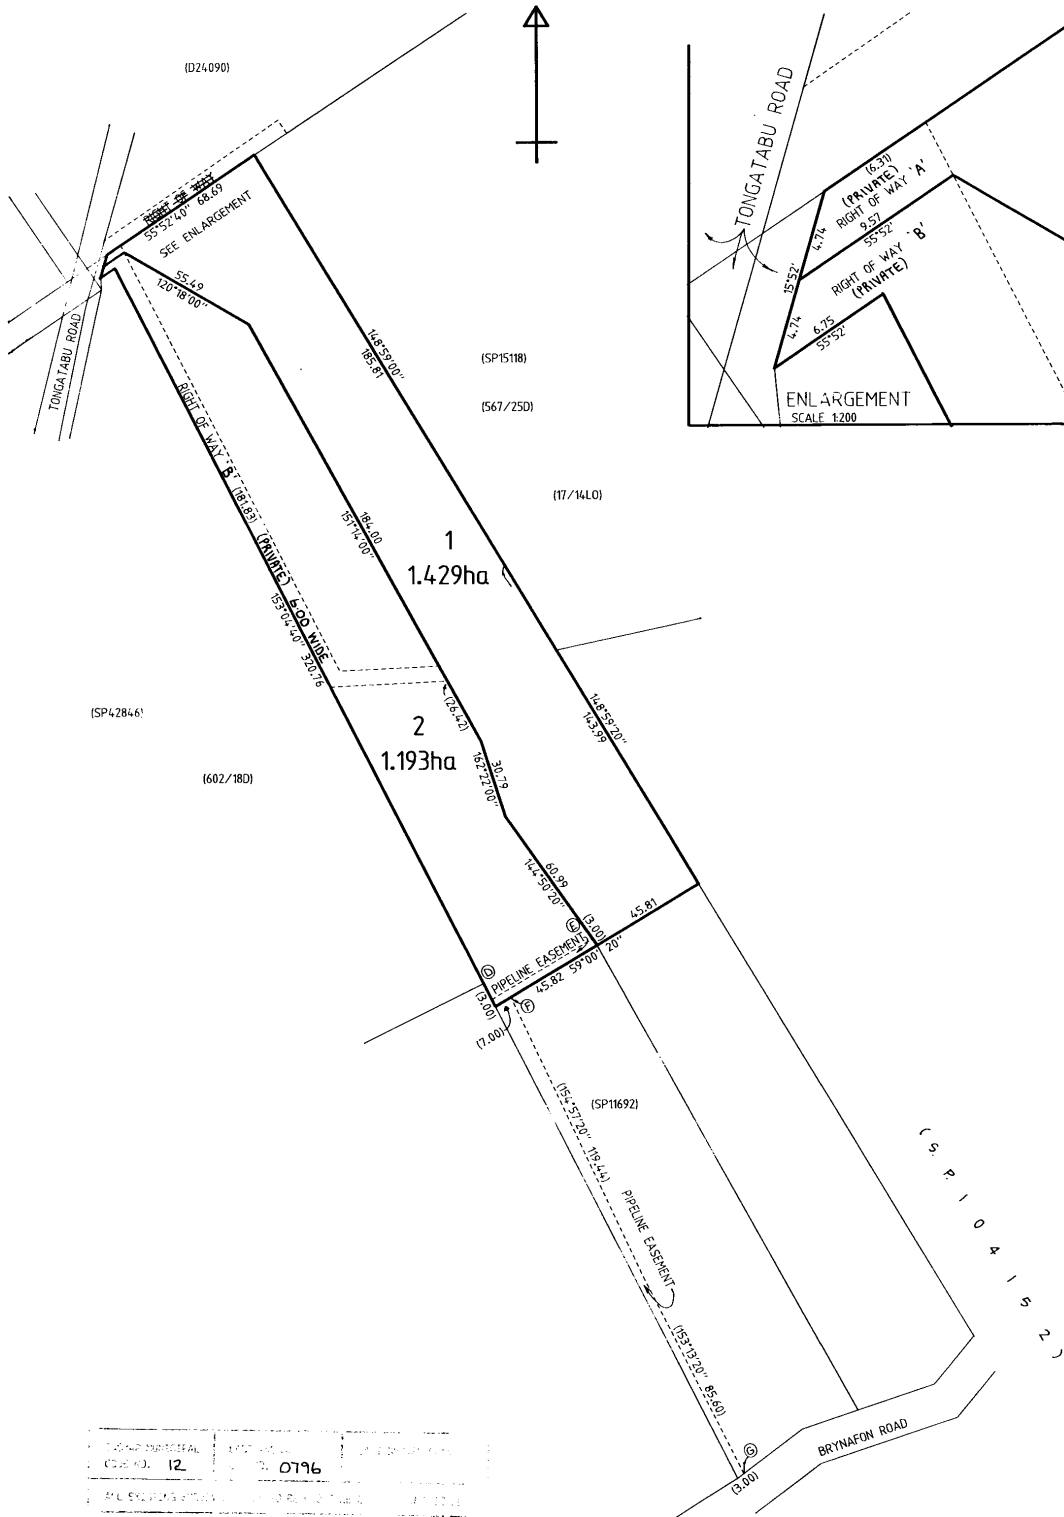 (D24090)
RIGHT OF WAY
55°52'40" 68.69
SEE ENLARGEMENT
55.49
120°18'00"
TONGATABU ROAD
148°59'00"
185.81
(SP15118)
(567/25D)
(17/14LO)
TONGATABU ROAD
(6.31)
(PRIVATE)
RIGHT OF WAY 'A'
9.57
55°52'
RIGHT OF WAY 'B'
(PRIVATE)
4.74
15°52'
4.74
6.75
55°52'
ENLARGEMENT
SCALE 1:200
RIGHT OF WAY 'B' (181.83) (PRIVATE) 6.00 WIDE
153°04'40" 320.76
184.00
151°14'00"
1
1.429ha
(SP42846)
(602/18D)
2
1.193ha
(26.42)
30.79
162°22'00"
148°59'20"
143.99
60.99
144°50'20"
45.81
E
(3.00)
D
PIPELINE EASEMENT
45.82 59°00' 20"
(3.00)
F
(7.00)
(SP11692)
(154°57'20" 119.44)
PIPELINE EASEMENT
(153°13'20" 85.60)
(S.P.104152)
BRYNAFON ROAD
G
(3.00)
12
0796